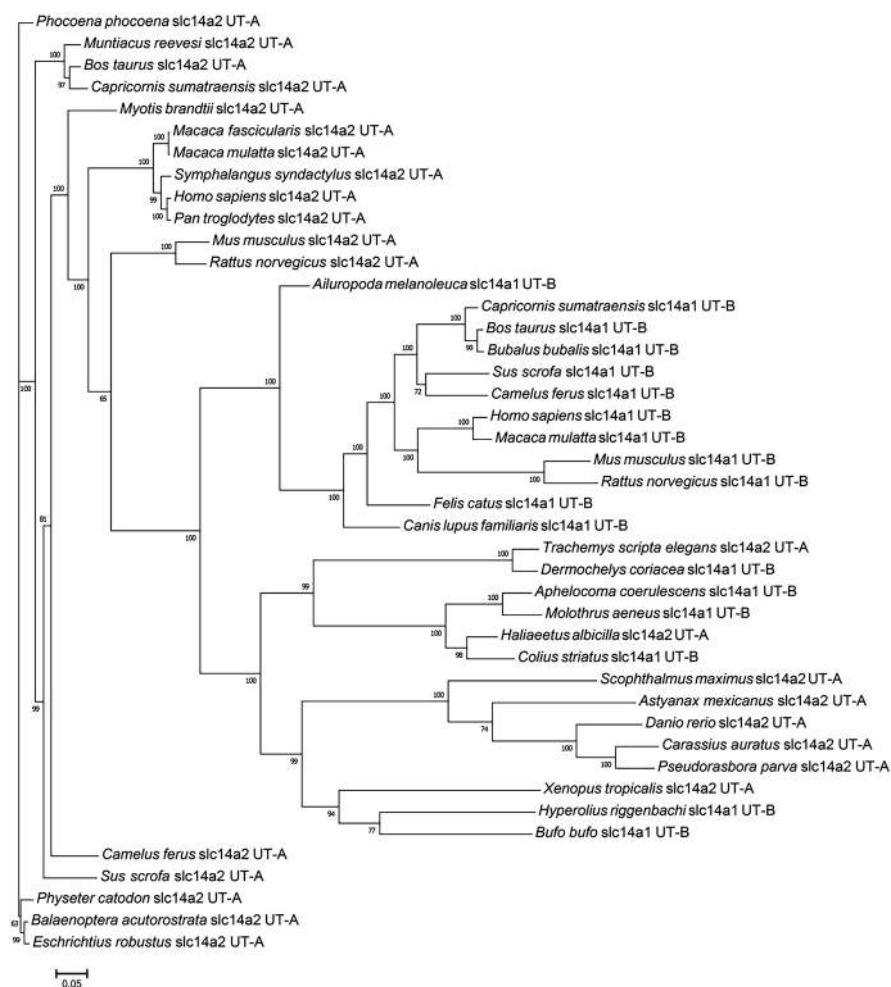 Phocoena phocoena slc14a2 UT-A
Muntiacus reevesi slc14a2 UT-A
100
Bos taurus slc14a2 UT-A
97
Capricornis sumatraensis slc14a2 UT-A
Myotis brandtii slc14a2 UT-A
Macaca fascicularis slc14a2 UT-A
100
Macaca mulatta slc14a2 UT-A
100
100
Symphalangus syndactylus slc14a2 UT-A
99
Homo sapiens slc14a2 UT-A
100
Pan troglodytes slc14a2 UT-A
Mus musculus slc14a2 UT-A
100
Rattus norvegicus slc14a2 UT-A
100
Ailuropoda melanoleuca slc14a1 UT-B
Capricornis sumatraensis slc14a1 UT-B
100
Bos taurus slc14a1 UT-B
Bubalus bubalis slc14a1 UT-B
100
Sus scrofa slc14a1 UT-B
100
100
72
Camelus ferus slc14a1 UT-B
65
Homo sapiens slc14a1 UT-B
100
100
Macaca mulatta slc14a1 UT-B
100
100
Mus musculus slc14a1 UT-B
100
Rattus norvegicus slc14a1 UT-B
Felis catus slc14a1 UT-B
100
81
Canis lupus familiaris slc14a1 UT-B
100
Trachemys scripta elegans slc14a2 UT-A
100
Dermochelys coriacea slc14a1 UT-B
99
Aphelocoma coerulescens slc14a1 UT-B
100
Molothrus aeneus slc14a1 UT-B
100
Haliaeetus albicilla slc14a2 UT-A
98
Colius striatus slc14a1 UT-B
100
Scophthalmus maximus slc14a2 UT-A
100
99
Astyanax mexicanus slc14a2 UT-A
74
Danio rerio slc14a2 UT-A
100
Carassius auratus slc14a2 UT-A
99
100
Pseudorasbora parva slc14a2 UT-A
Xenopus tropicalis slc14a2 UT-A
94
Hyperolius riggenbachi slc14a1 UT-B
77
Bufo bufo slc14a1 UT-B
Camelus ferus slc14a2 UT-A
Sus scrofa slc14a2 UT-A
Physeter catodon slc14a2 UT-A
63
Balaenoptera acutorostrata slc14a2 UT-A
99
Eschrichtius robustus slc14a2 UT-A
0.05